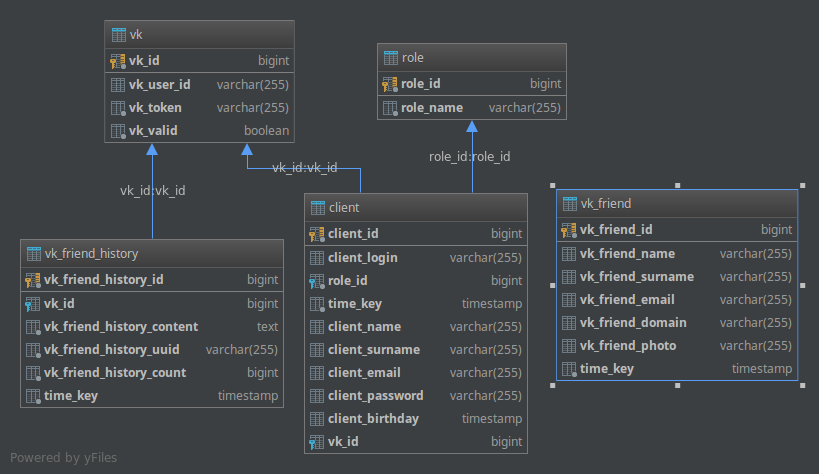 vk
vk_id bigint
vk_user_id varchar(255)
vk_token varchar(255)
vk_valid boolean
role
role_id bigint
role_name varchar(255)
vk_id:vk_id
role_id:role_id
vk_id:vk_id
client
client_id bigint
client_login varchar(255)
role_id bigint
time_key timestamp
client_name varchar(255)
client_surname varchar(255)
client_email varchar(255)
client_password varchar(255)
client_birthday timestamp
vk_id bigint
vk_friend
vk_friend_id bigint
vk_friend_name varchar(255)
vk_friend_surname varchar(255)
vk_friend_email varchar(255)
vk_friend_domain varchar(255)
vk_friend_photo varchar(255)
time_key timestamp
vk_friend_history
vk_friend_history_id bigint
vk_id bigint
vk_friend_history_content text
vk_friend_history_uuid varchar(255)
vk_friend_history_count bigint
time_key timestamp
Powered by yFiles